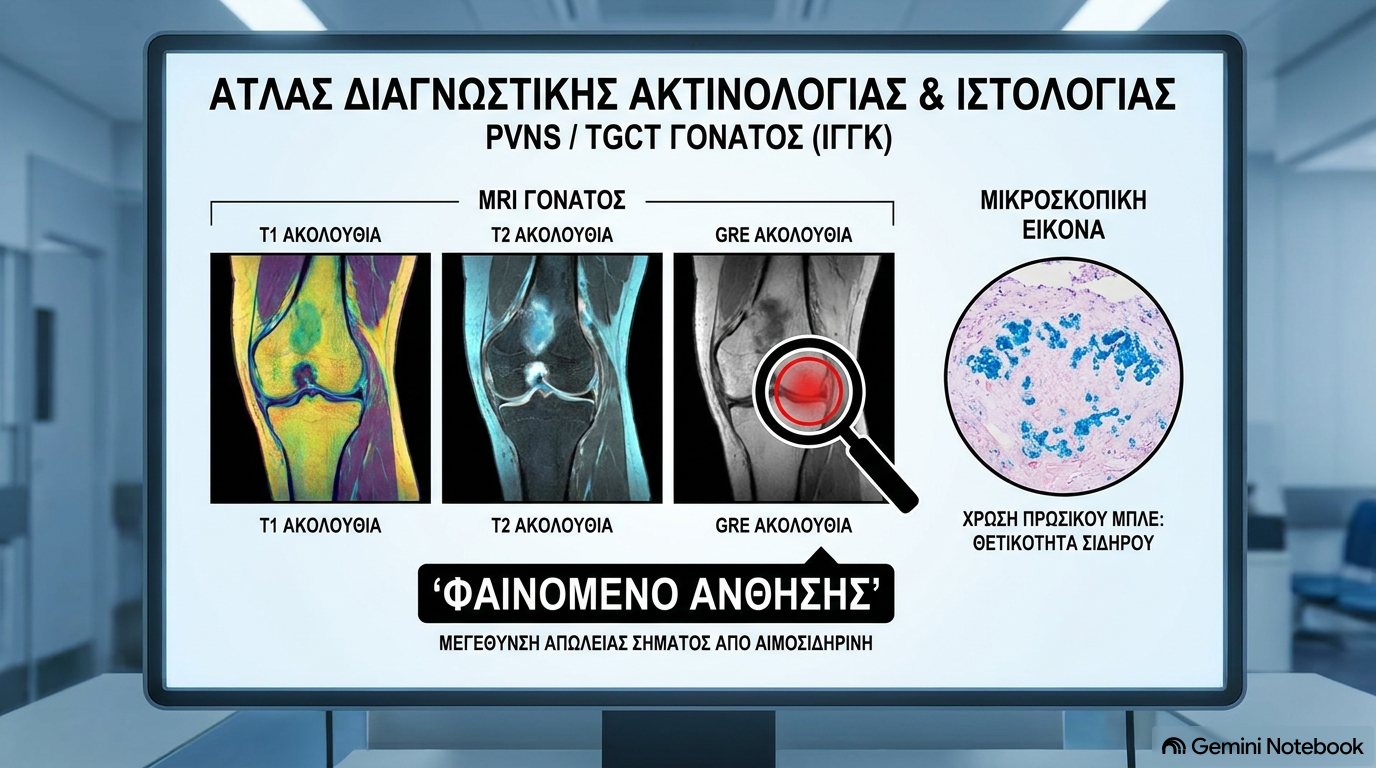 ΑΤΛΑΣ ΔΙΑΓΝΩΣΤΙΚΗΣ ΑΚΤΙΝΟΛΟΓΙΑΣ & ΙΣΤΟΛΟΓΙΑΣ
PVNS / TGCT ΓΟΝΑΤΟΣ (ΙΓΓΚ)
MRI ΓΟΝΑΤΟΣ
T1 ΑΚΟΛΟΥΘΙΑ
T2 ΑΚΟΛΟΥΘΙΑ
GRE ΑΚΟΛΟΥΘΙΑ
T1 ΑΚΟΛΟΥΘΙΑ
T2 ΑΚΟΛΟΥΘΙΑ
GRE ΑΚΟΛΟΥΘΙΑ
‘ΦΑΙΝΟΜΕΝΟ ΑΝΘΗΣΗΣ’
ΜΕΓΕΘΥΝΣΗ ΑΠΩΛΕΙΑΣ ΣΗΜΑΤΟΣ ΑΠΟ ΑΙΜΟΣΙΔΗΡΙΝΗ
ΜΙΚΡΟΣΚΟΠΙΚΗ
ΕΙΚΟΝΑ
ΧΡΩΣΗ ΠΡΩΣΙΚΟΥ ΜΠΛΕ:
ΘΕΤΙΚΟΤΗΤΑ ΣΙΔΗΡΟΥ
Gemini Notebook